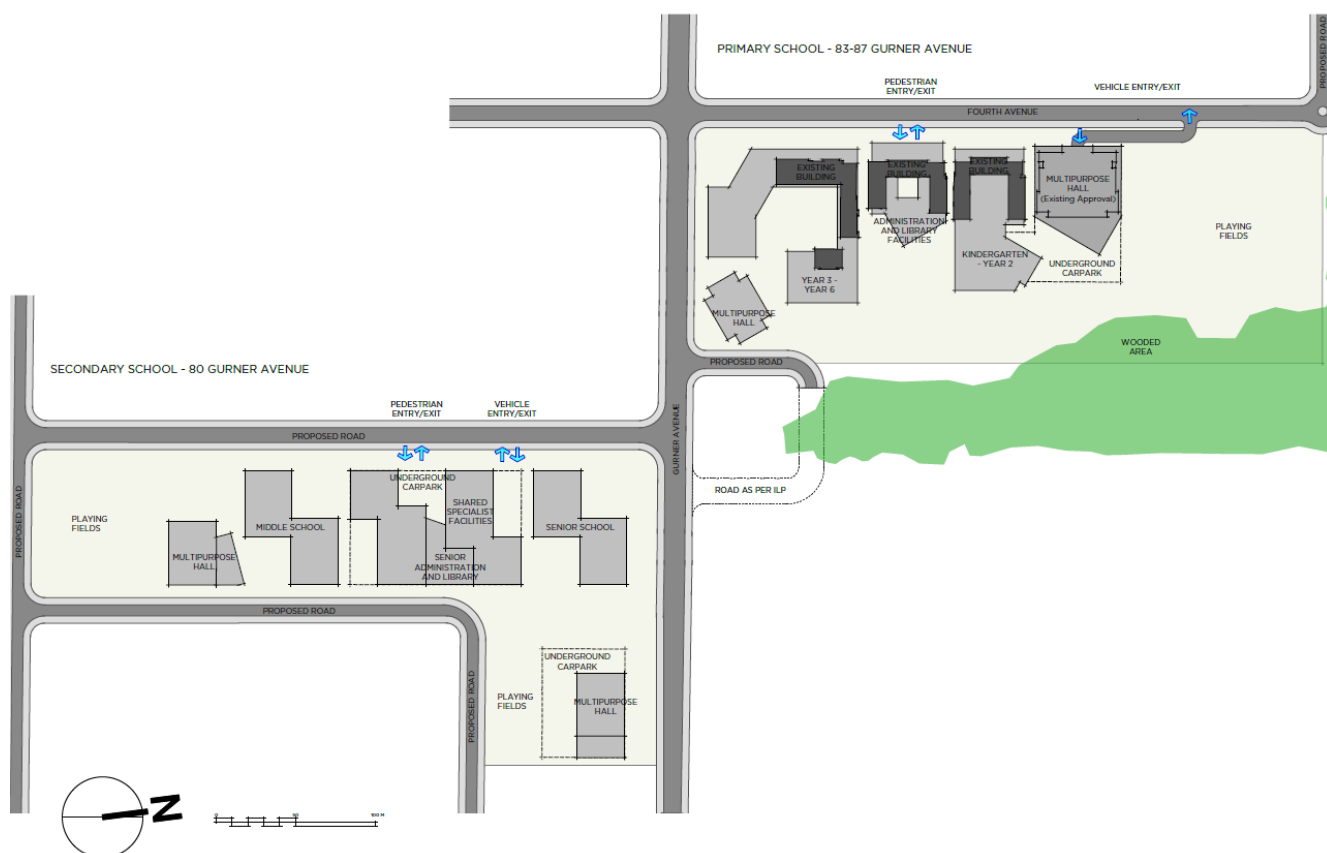 PRIMARY SCHOOL - 83-87 GURNER AVENUE
PROPOSED ROAD
PEDESTRIAN
ENTRY/EXIT
VEHICLE ENTRY/EXIT
FOURTH AVENUE
EXISTING
BUILDING
EXISTING
BUILDING
EXISTING
BUILDING
MULTIPURPOSE
HALL
(Existing Approval)
ADMINISTRATION
AND LIBRARY
FACILITIES
PLAYING
FIELDS
KINDERGARTEN
- YEAR 2
UNDERGROUND
CARPARK
YEAR 3 -
YEAR 6
MULTIPURPOSE
HALL
WOODED
AREA
PROPOSED ROAD
SECONDARY SCHOOL - 80 GURNER AVENUE
PEDESTRIAN
ENTRY/EXIT
VEHICLE
ENTRY/EXIT
PROPOSED ROAD
GURNER AVENUE
UNDERGROUND
CARPARK
ROAD AS PER ILP
SHARED
SPECIALIST
FACILITIES
PLAYING
FIELDS
MIDDLE SCHOOL
SENIOR SCHOOL
PROPOSED ROAD
MULTIPURPOSE
HALL
SENIOR
ADMINISTRATION
AND LIBRARY
PROPOSED ROAD
UNDERGROUND
CARPARK
PROPOSED ROAD
PLAYING
FIELDS
MULTIPURPOSE
HALL
N
0
50
100 M